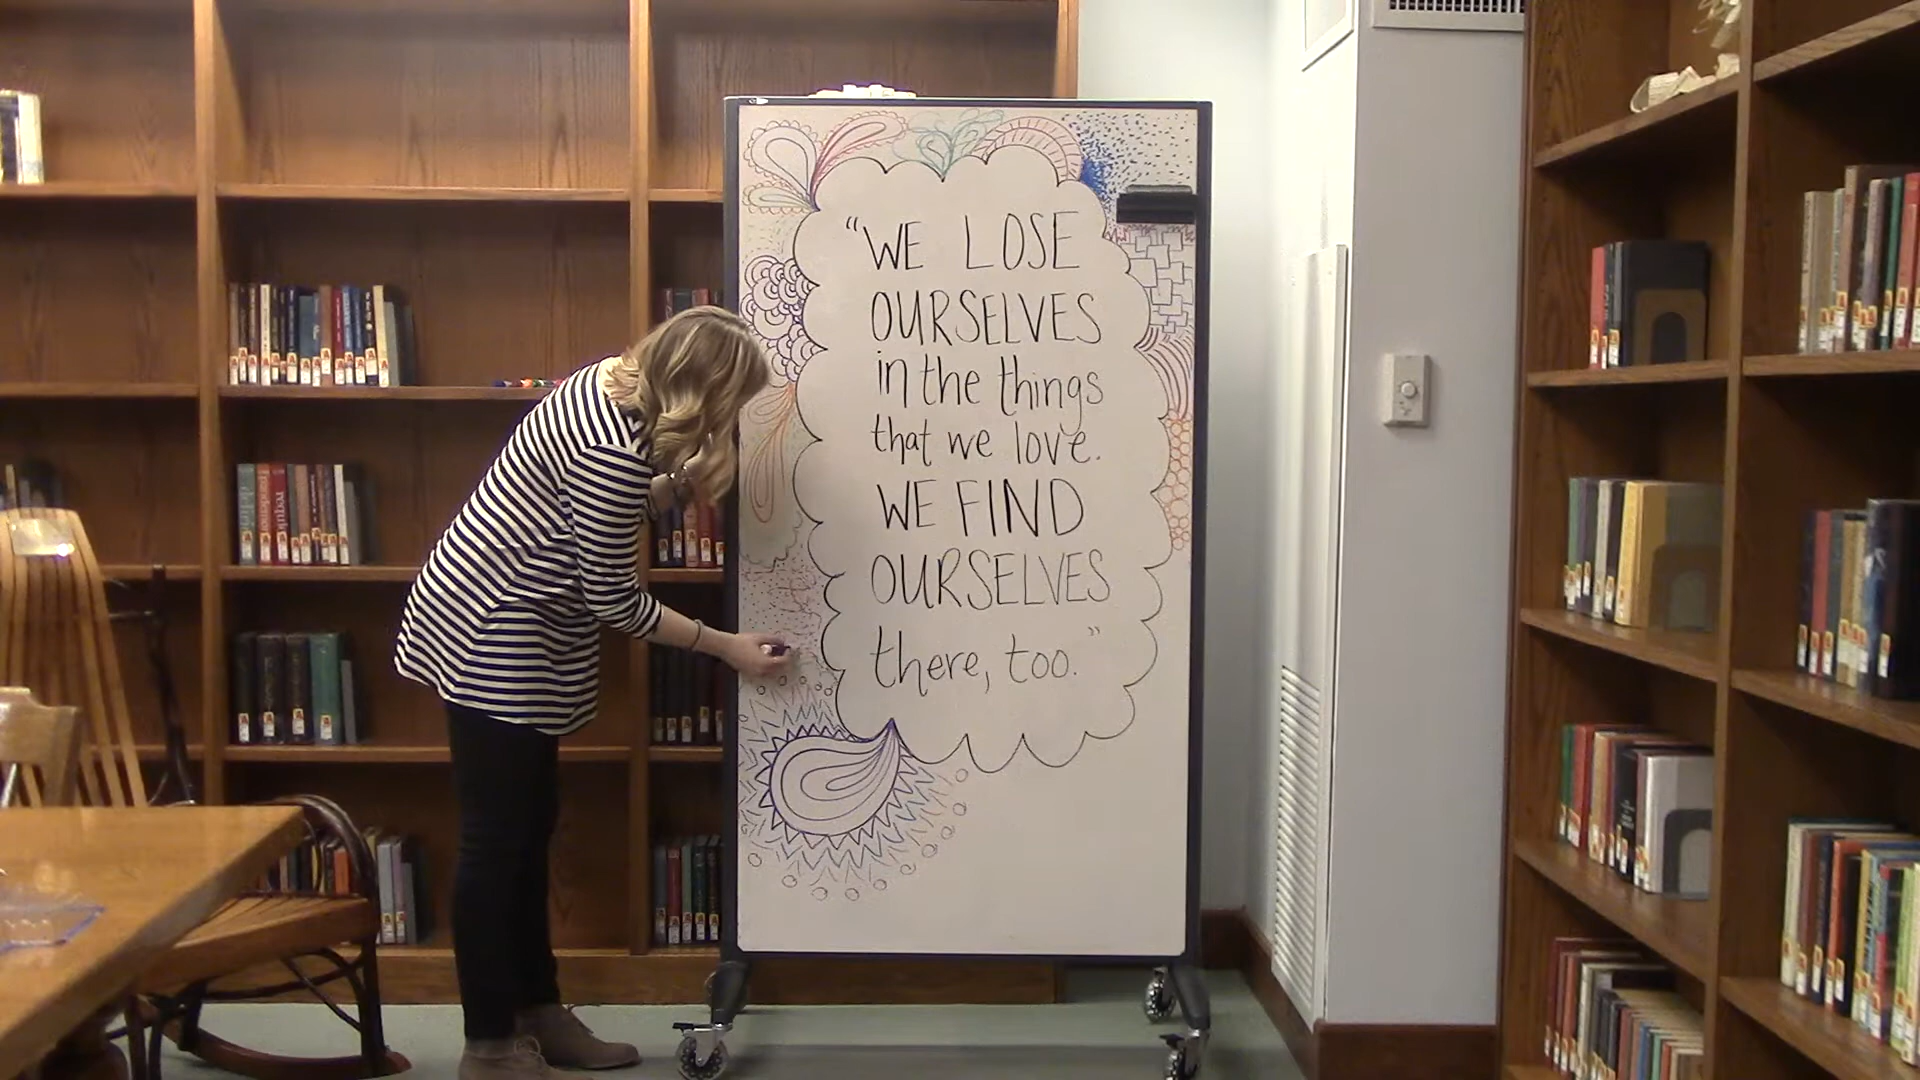 “WE LOSE
OURSELVES
in the things
that we love.
WE FIND
OURSELVES
there, too.”